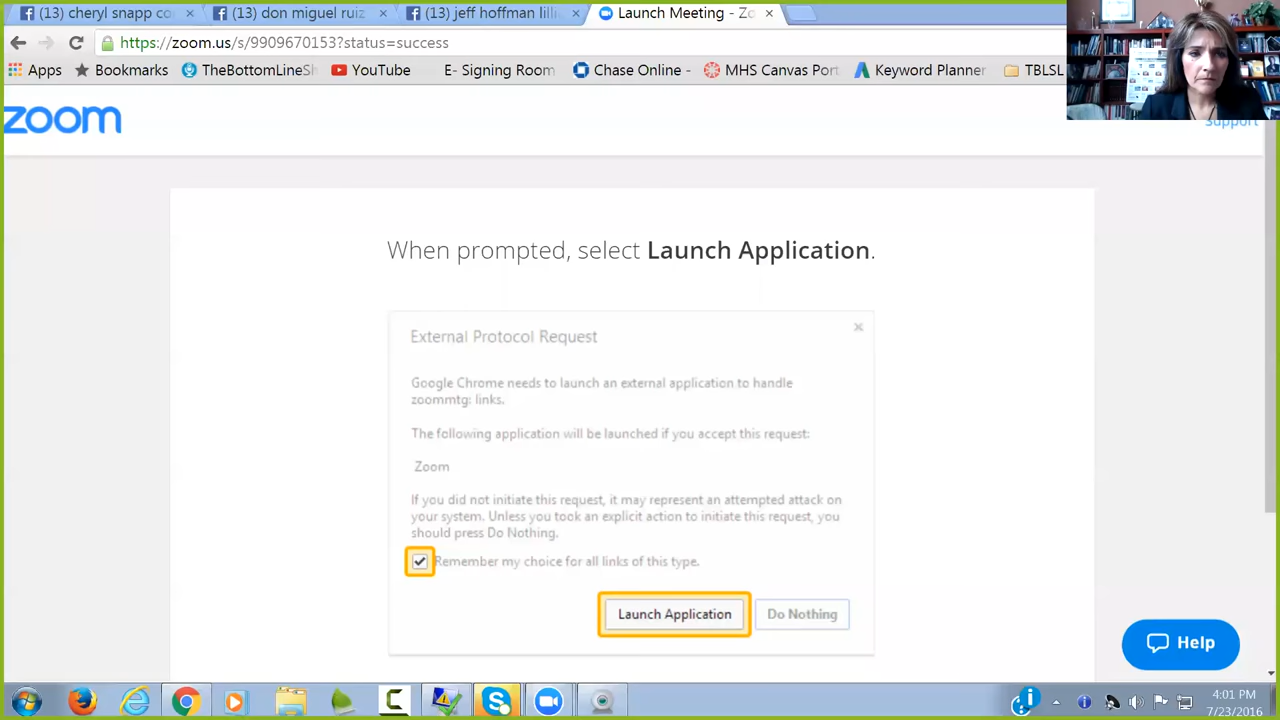 (13) cheryl snapp co
(13) don miguel ruiz
(13) jeff hoffman lill
Launch Meeting - Zo
https://zoom.us/s/9909670153?status=success
Apps
Bookmarks
TheBottomLineSh
YouTube
Signing Room
Chase Online -
MHS Canvas Port
Keyword Planner
TBLSL
zoom
Support
When prompted, select Launch Application.
External Protocol Request
Google Chrome needs to launch an external application to handle
zoommtg: links.
The following application will be launched if you accept this request:
Zoom
If you did not initiate this request, it may represent an attempted attack on
your system. Unless you took an explicit action to initiate this request, you
should press Do Nothing.
Remember my choice for all links of this type.
Launch Application
Do Nothing
Help
4:01 PM
7/23/2016